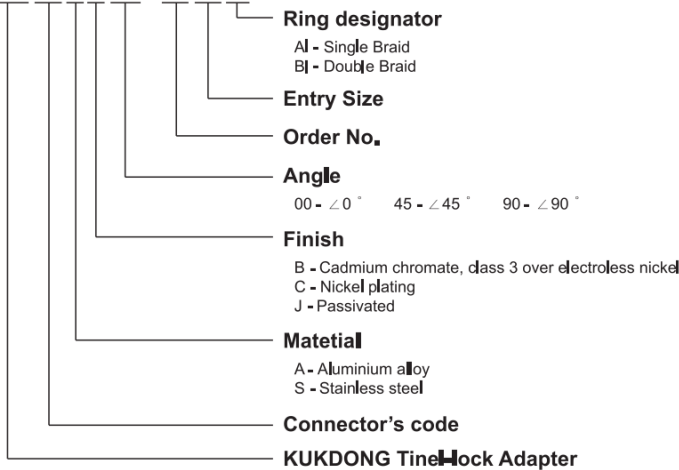 Ring designator
Al - Single Braid
Bl - Double Braid
Entry Size
Order No.
Angle
00 - ∠0° 45 - ∠45° 90 - ∠90°
Finish
B - Cadmium chromate, class 3 over electroless nickel
C - Nickel plating
J - Passivated
Matetial
A - Aluminium alloy
S - Stainless steel
Connector's code
KUKDONG Tinel-lock Adapter